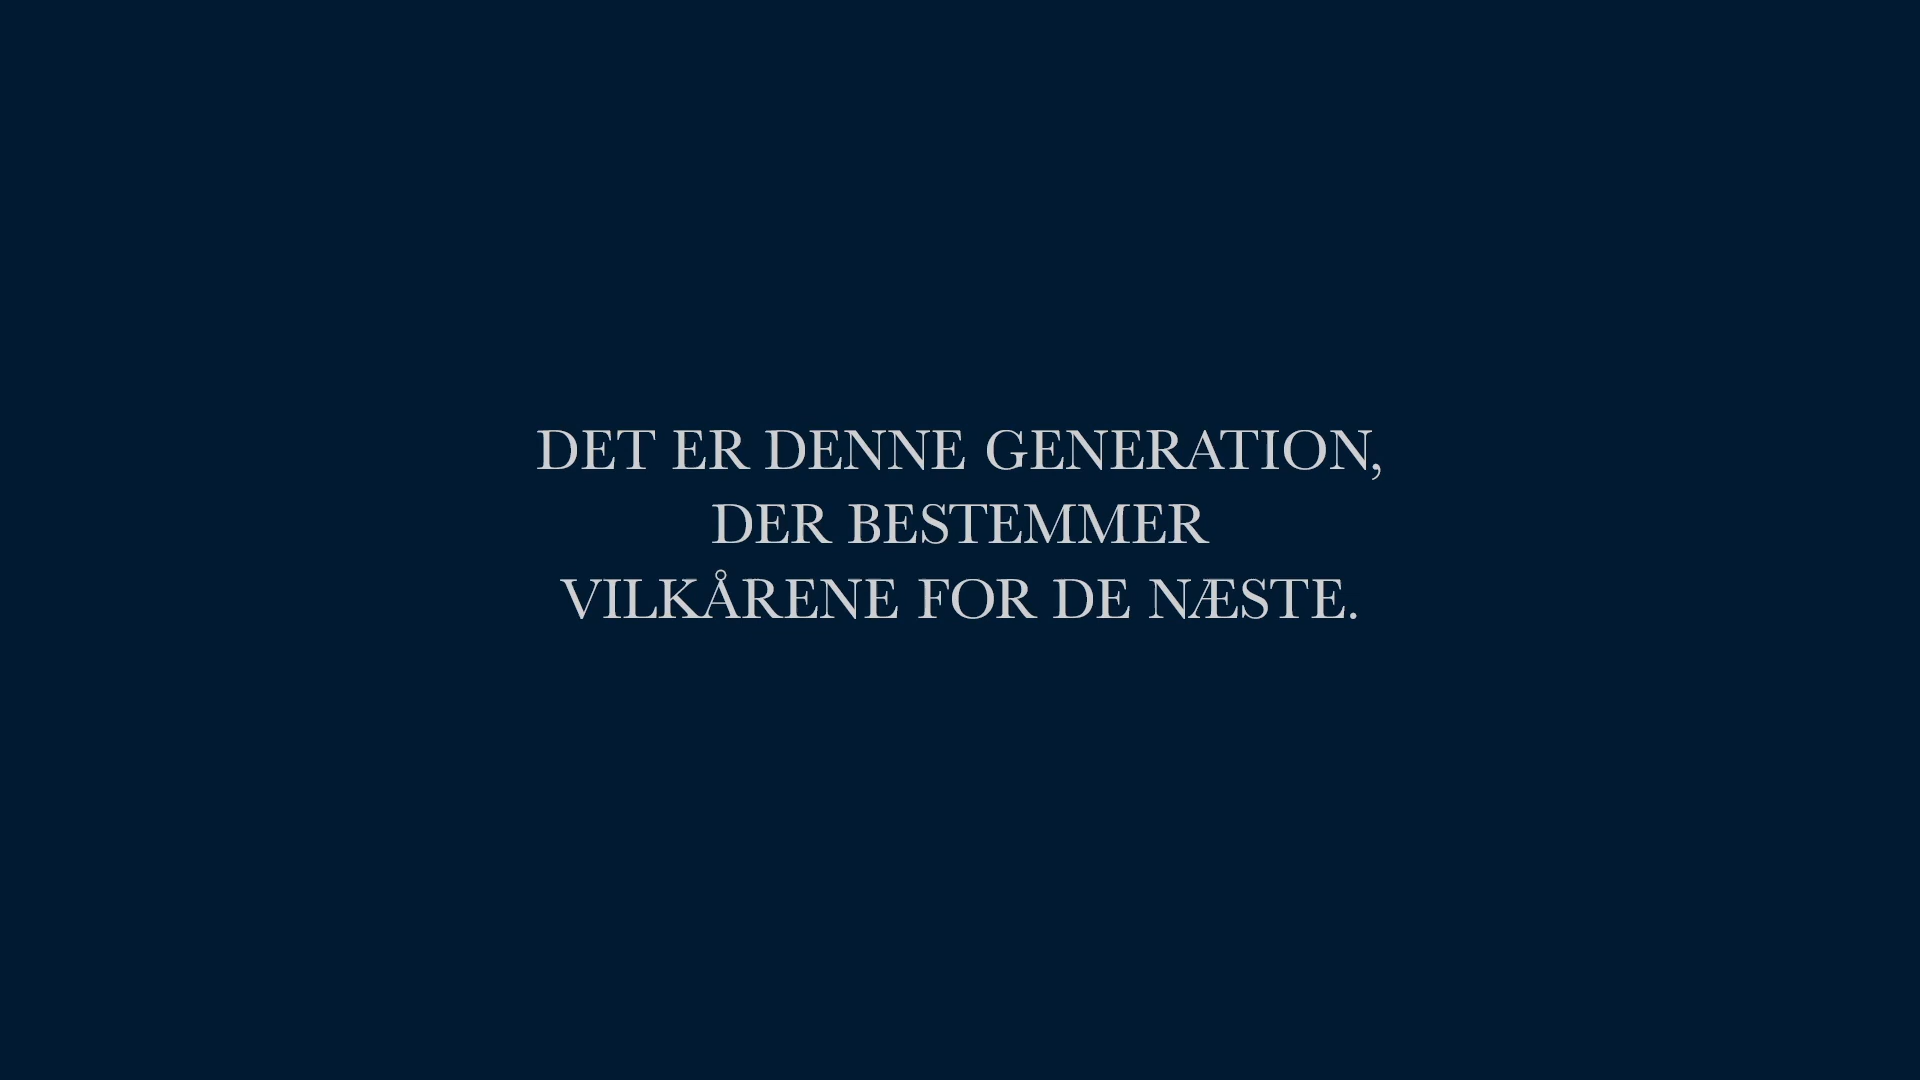 DET ER DENNE GENERATION,
DER BESTEMMER
VILKÅRENE FOR DE NÆSTE.